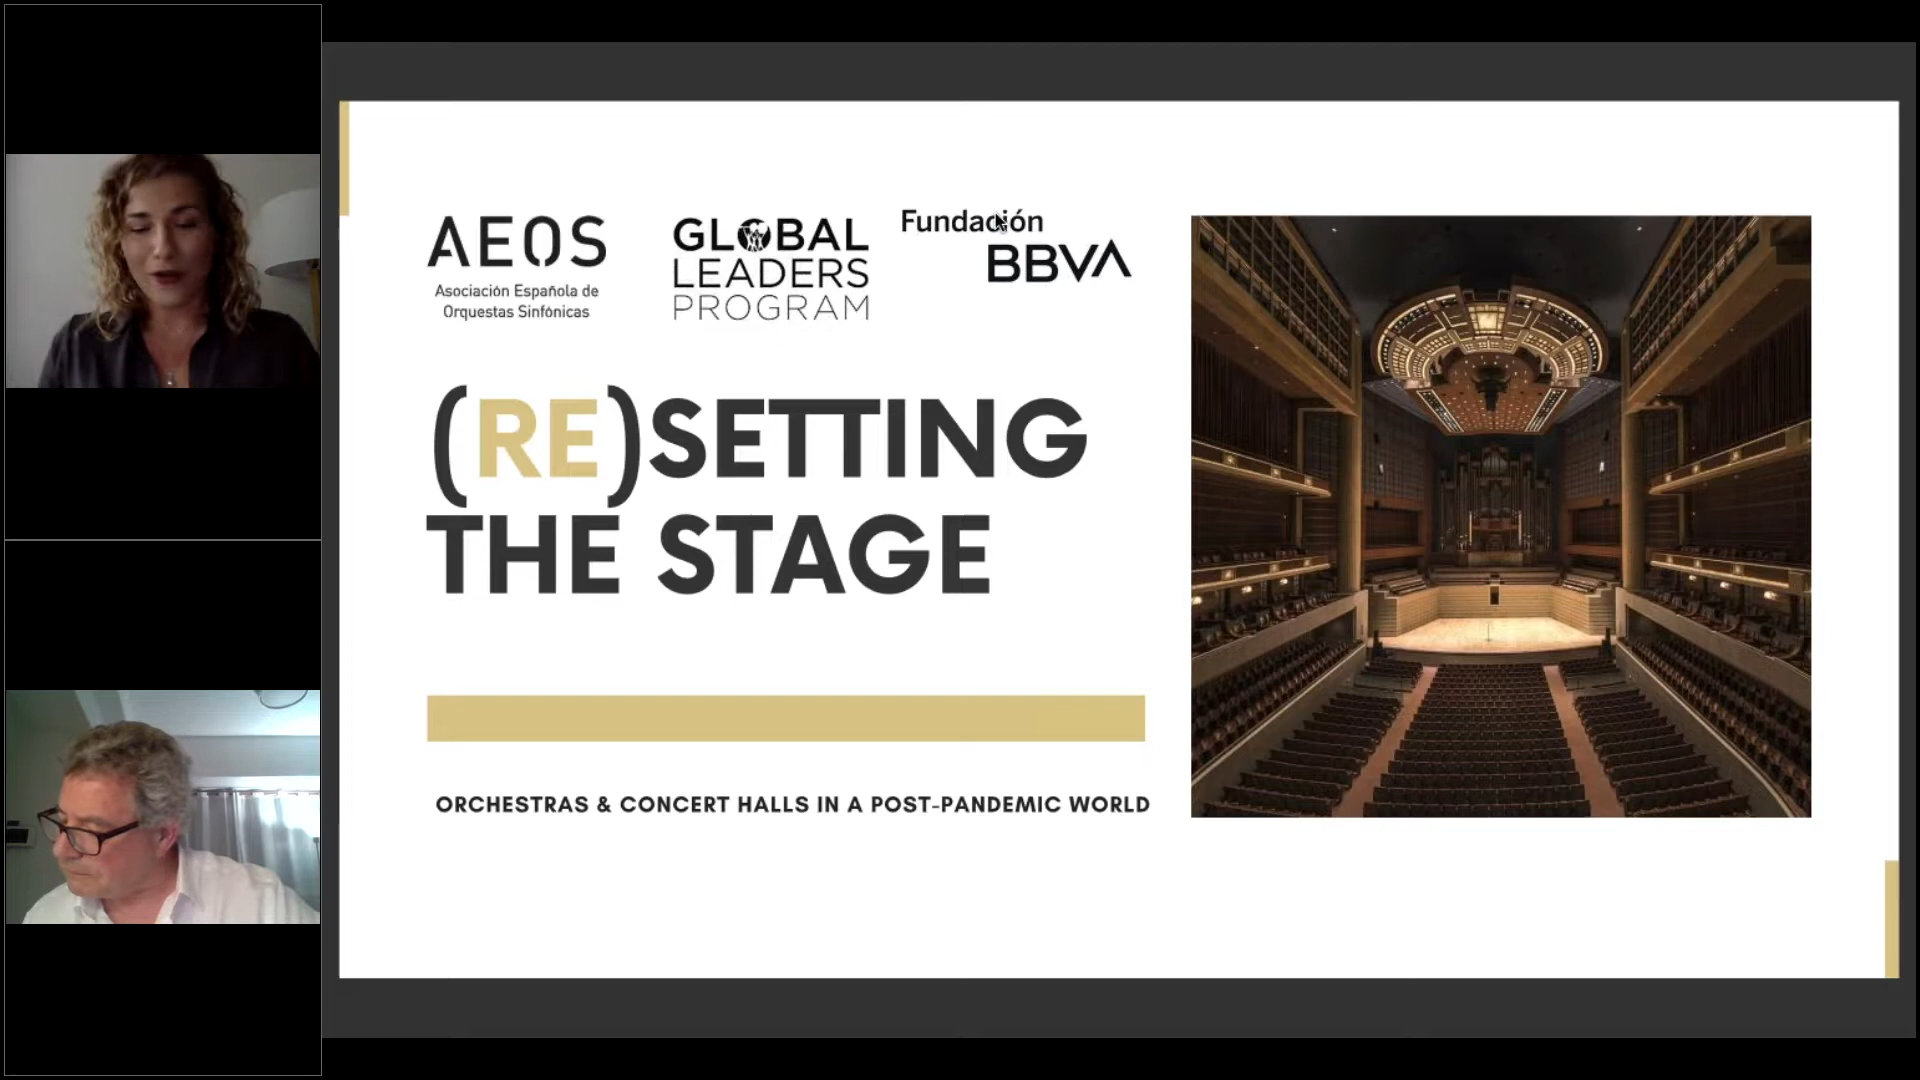 AEOS
Asociación Española de
Orquestas Sinfónicas
GLOBAL
LEADERS
PROGRAM
Fundación
BBVA
(RE)SETTING
THE STAGE
ORCHESTRAS & CONCERT HALLS IN A POST-PANDEMIC WORLD